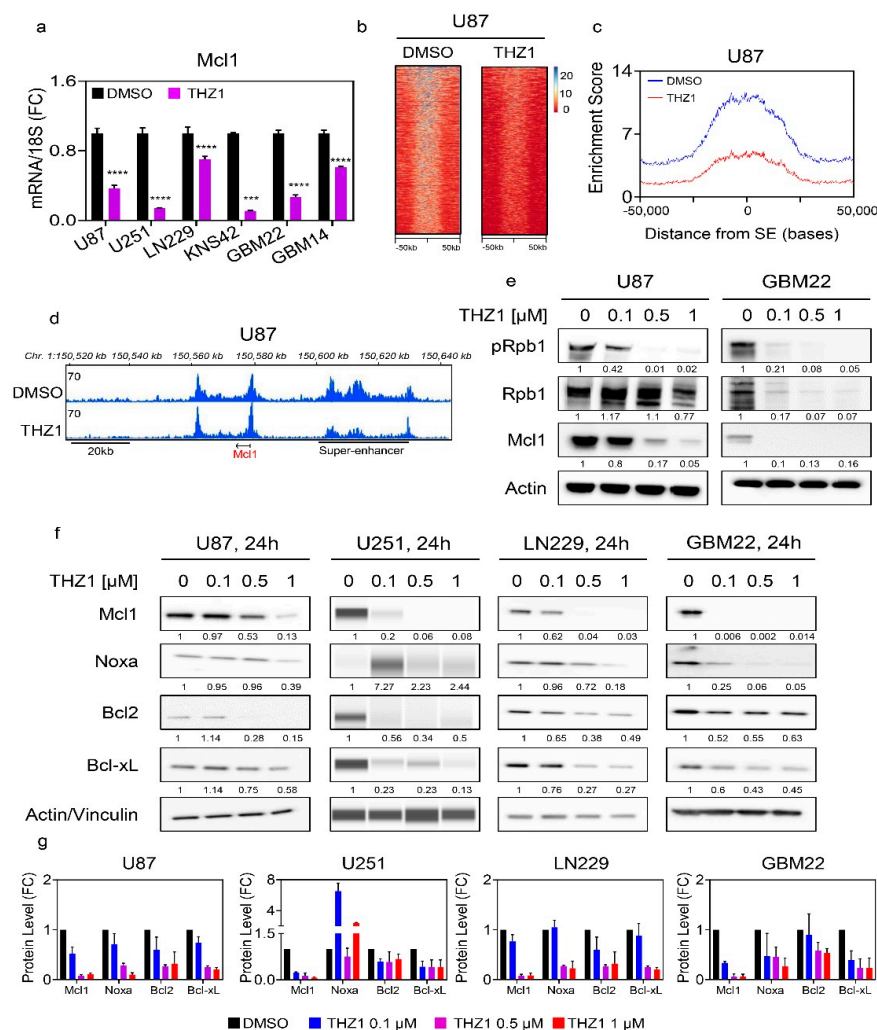 a
Mcl1
DMSO
THZ1
mRNA/18S (FC)
1.6
0.8
0.0
****
****
****
***
****
****
U87
U251
LN229
KNS42
GBM22
GBM14
b
U87
DMSO THZ1
20
10
0
-50kb 50kb -50kb 50kb
c
U87
DMSO
THZ1
Enrichment Score
14
7
0
-50,000 0 50,000
Distance from SE (bases)
d
U87
Chr. 1:150,520 kb 150,540 kb 150,560 kb 150,580 kb 150,600 kb 150,620 kb 150,640 kb
70
DMSO
70
THZ1
20kb
Mcl1
Super-enhancer
e
U87 GBM22
THZ1 [µM] 0 0.1 0.5 1 0 0.1 0.5 1
pRpb1
1 0.42 0.01 0.02 1 0.21 0.08 0.05
Rpb1
1 1.17 1.1 0.77 1 0.17 0.07 0.07
Mcl1
1 0.8 0.17 0.05 1 0.1 0.13 0.16
Actin
f
U87, 24h U251, 24h LN229, 24h GBM22, 24h
THZ1 [µM] 0 0.1 0.5 1 0 0.1 0.5 1 0 0.1 0.5 1 0 0.1 0.5 1
Mcl1
1 0.97 0.53 0.13 1 0.2 0.06 0.08 1 0.62 0.04 0.03 1 0.006 0.002 0.014
Noxa
1 0.95 0.96 0.39 1 7.27 2.23 2.44 1 0.96 0.72 0.18 1 0.25 0.06 0.05
Bcl2
1 1.14 0.28 0.15 1 0.56 0.34 0.5 1 0.65 0.38 0.49 1 0.52 0.55 0.63
Bcl-xL
1 1.14 0.75 0.58 1 0.23 0.23 0.13 1 0.76 0.27 0.27 1 0.6 0.43 0.45
Actin/Vinculin
g
U87
Protein Level (FC)
2
1
0
Mcl1 Noxa Bcl2 Bcl-xL
U251
Protein Level (FC)
8
3
1.5
0.0
Mcl1 Noxa Bcl2 Bcl-xL
LN229
Protein Level (FC)
2
1
0
Mcl1 Noxa Bcl2 Bcl-xL
GBM22
Protein Level (FC)
2
1
0
Mcl1 Noxa Bcl2 Bcl-xL
DMSO THZ1 0.1 µM THZ1 0.5 µM THZ1 1 µM